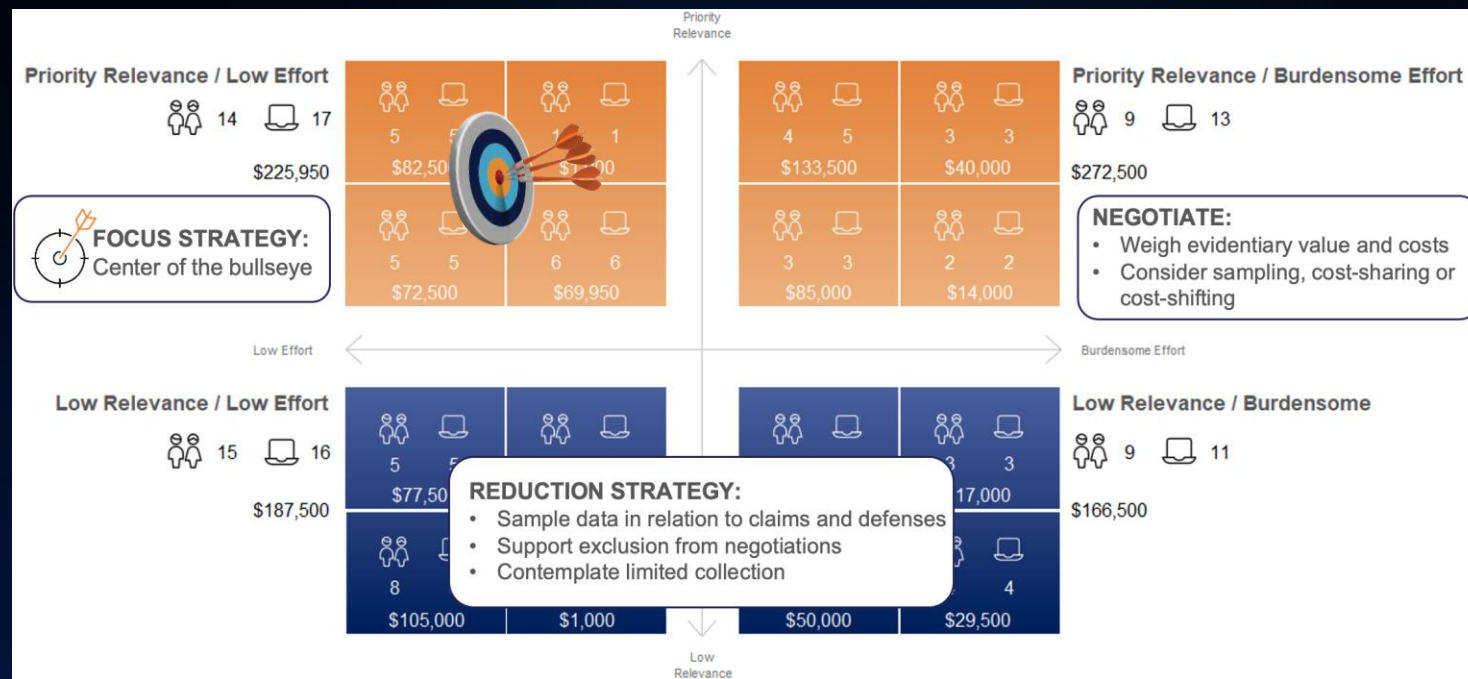 Priority
Relevance
Priority Relevance / Low Effort
14 17
$225,950
FOCUS STRATEGY:
Center of the bullseye
5
$82,500
1
5 5
$72,500
6 6
$69,950
4 5
$133,500
3 3
$40,000
3 3
$85,000
2 2
$14,000
Priority Relevance / Burdensome Effort
9 13
$272,500
NEGOTIATE:
• Weigh evidentiary value and costs
• Consider sampling, cost-sharing or
cost-shifting
Low Effort
Burdensome Effort
Low Relevance / Low Effort
15 16
$187,500
5
$77,50
8
$105,000
$1,000
REDUCTION STRATEGY:
• Sample data in relation to claims and defenses
• Support exclusion from negotiations
• Contemplate limited collection
3
17,000
$50,000
4
$29,500
Low Relevance / Burdensome
9 11
$166,500
Low
Relevance